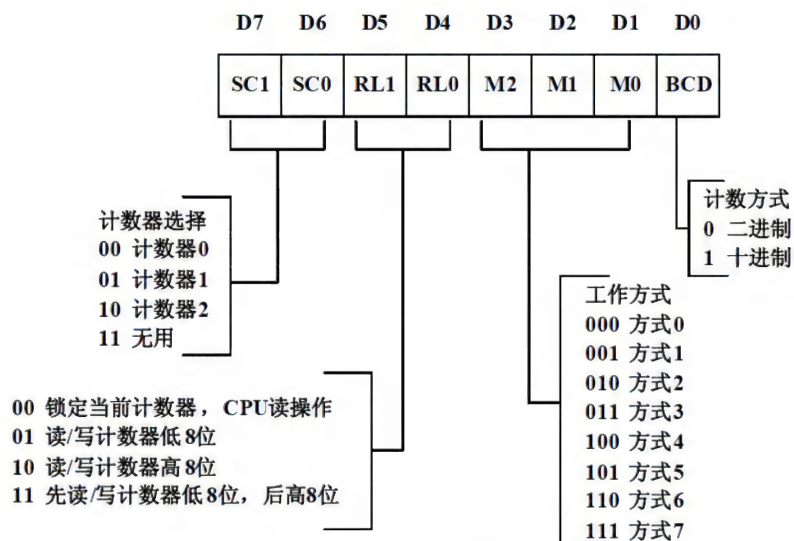 D7 D6 D5 D4 D3 D2 D1 D0
SC1 SC0 RL1 RL0 M2 M1 M0 BCD
计数方式
0 二进制
1 十进制
计数器选择
00 计数器0
01 计数器1
10 计数器2
11 无用
工作方式
000 方式0
001 方式1
010 方式2
011 方式3
100 方式4
101 方式5
110 方式6
111 方式7
00 锁定当前计数器，CPU读操作
01 读/写计数器低8位
10 读/写计数器高8位
11 先读/写计数器低8位，后高8位